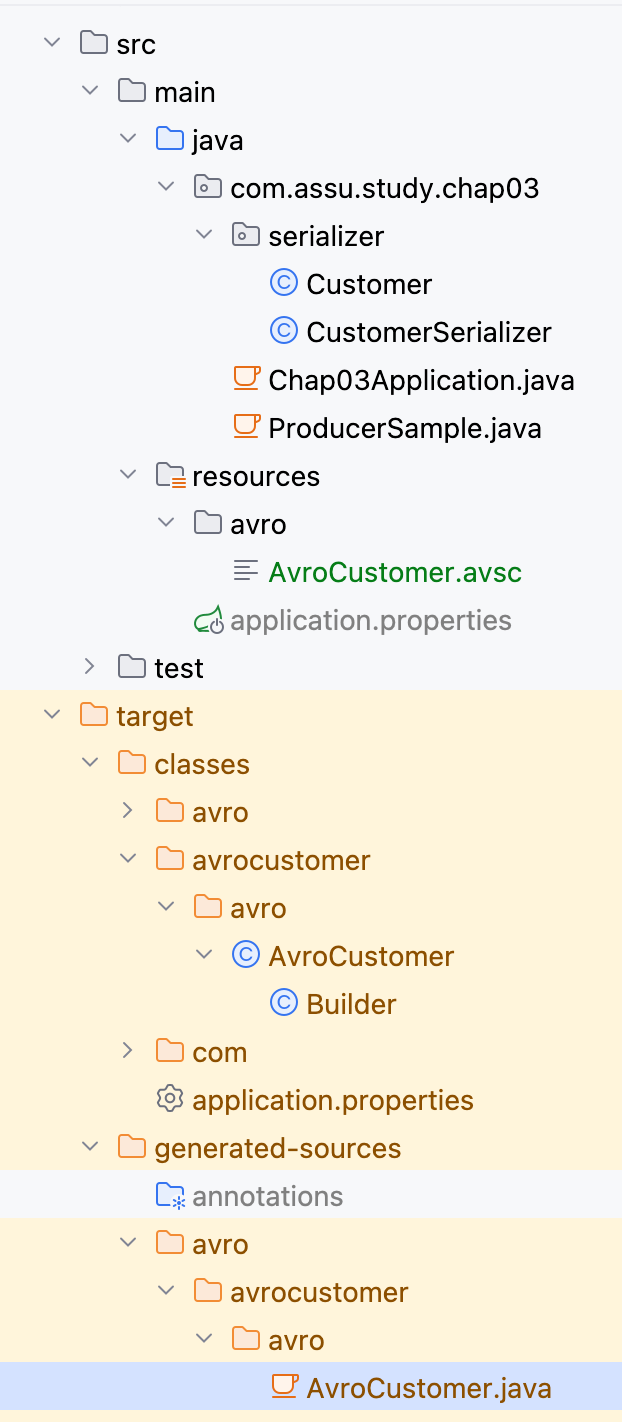 src
main
java
com.assu.study.chap03
serializer
Customer
CustomerSerializer
Chap03Application.java
ProducerSample.java
resources
avro
AvroCustomer.avsc
application.properties
test
target
classes
avro
avrocustomer
avro
AvroCustomer
Builder
com
application.properties
generated-sources
annotations
avro
avrocustomer
avro
AvroCustomer.java